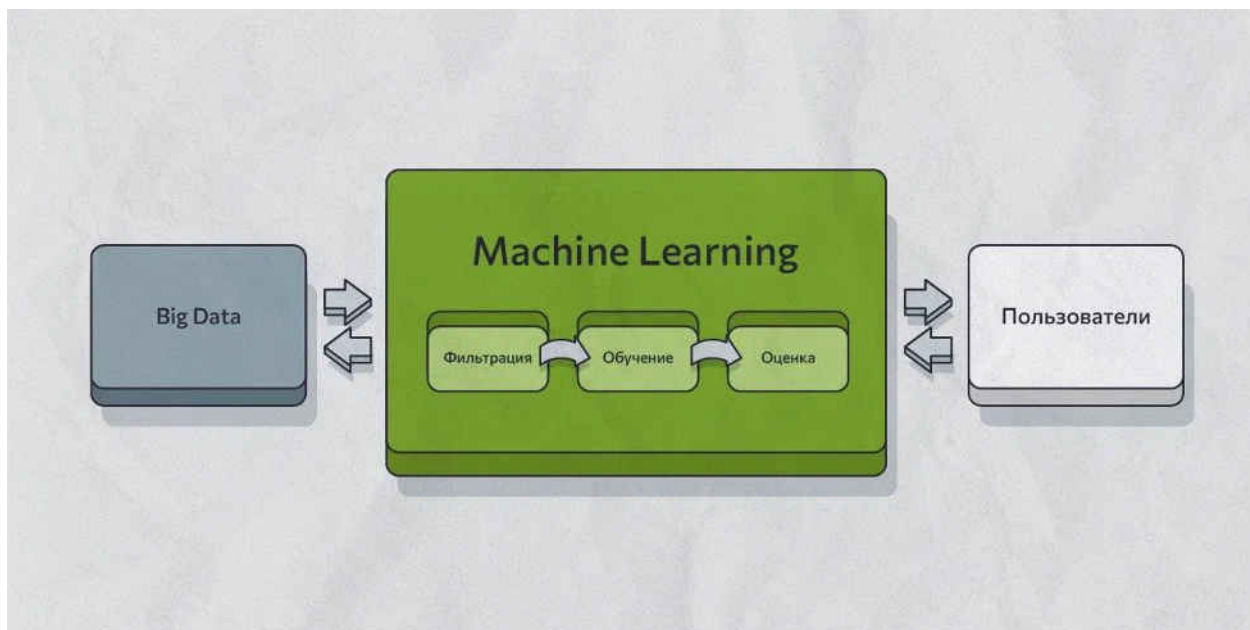 Machine Learning
Big Data
Фильтрация
Обучение
Оценка
Пользователи